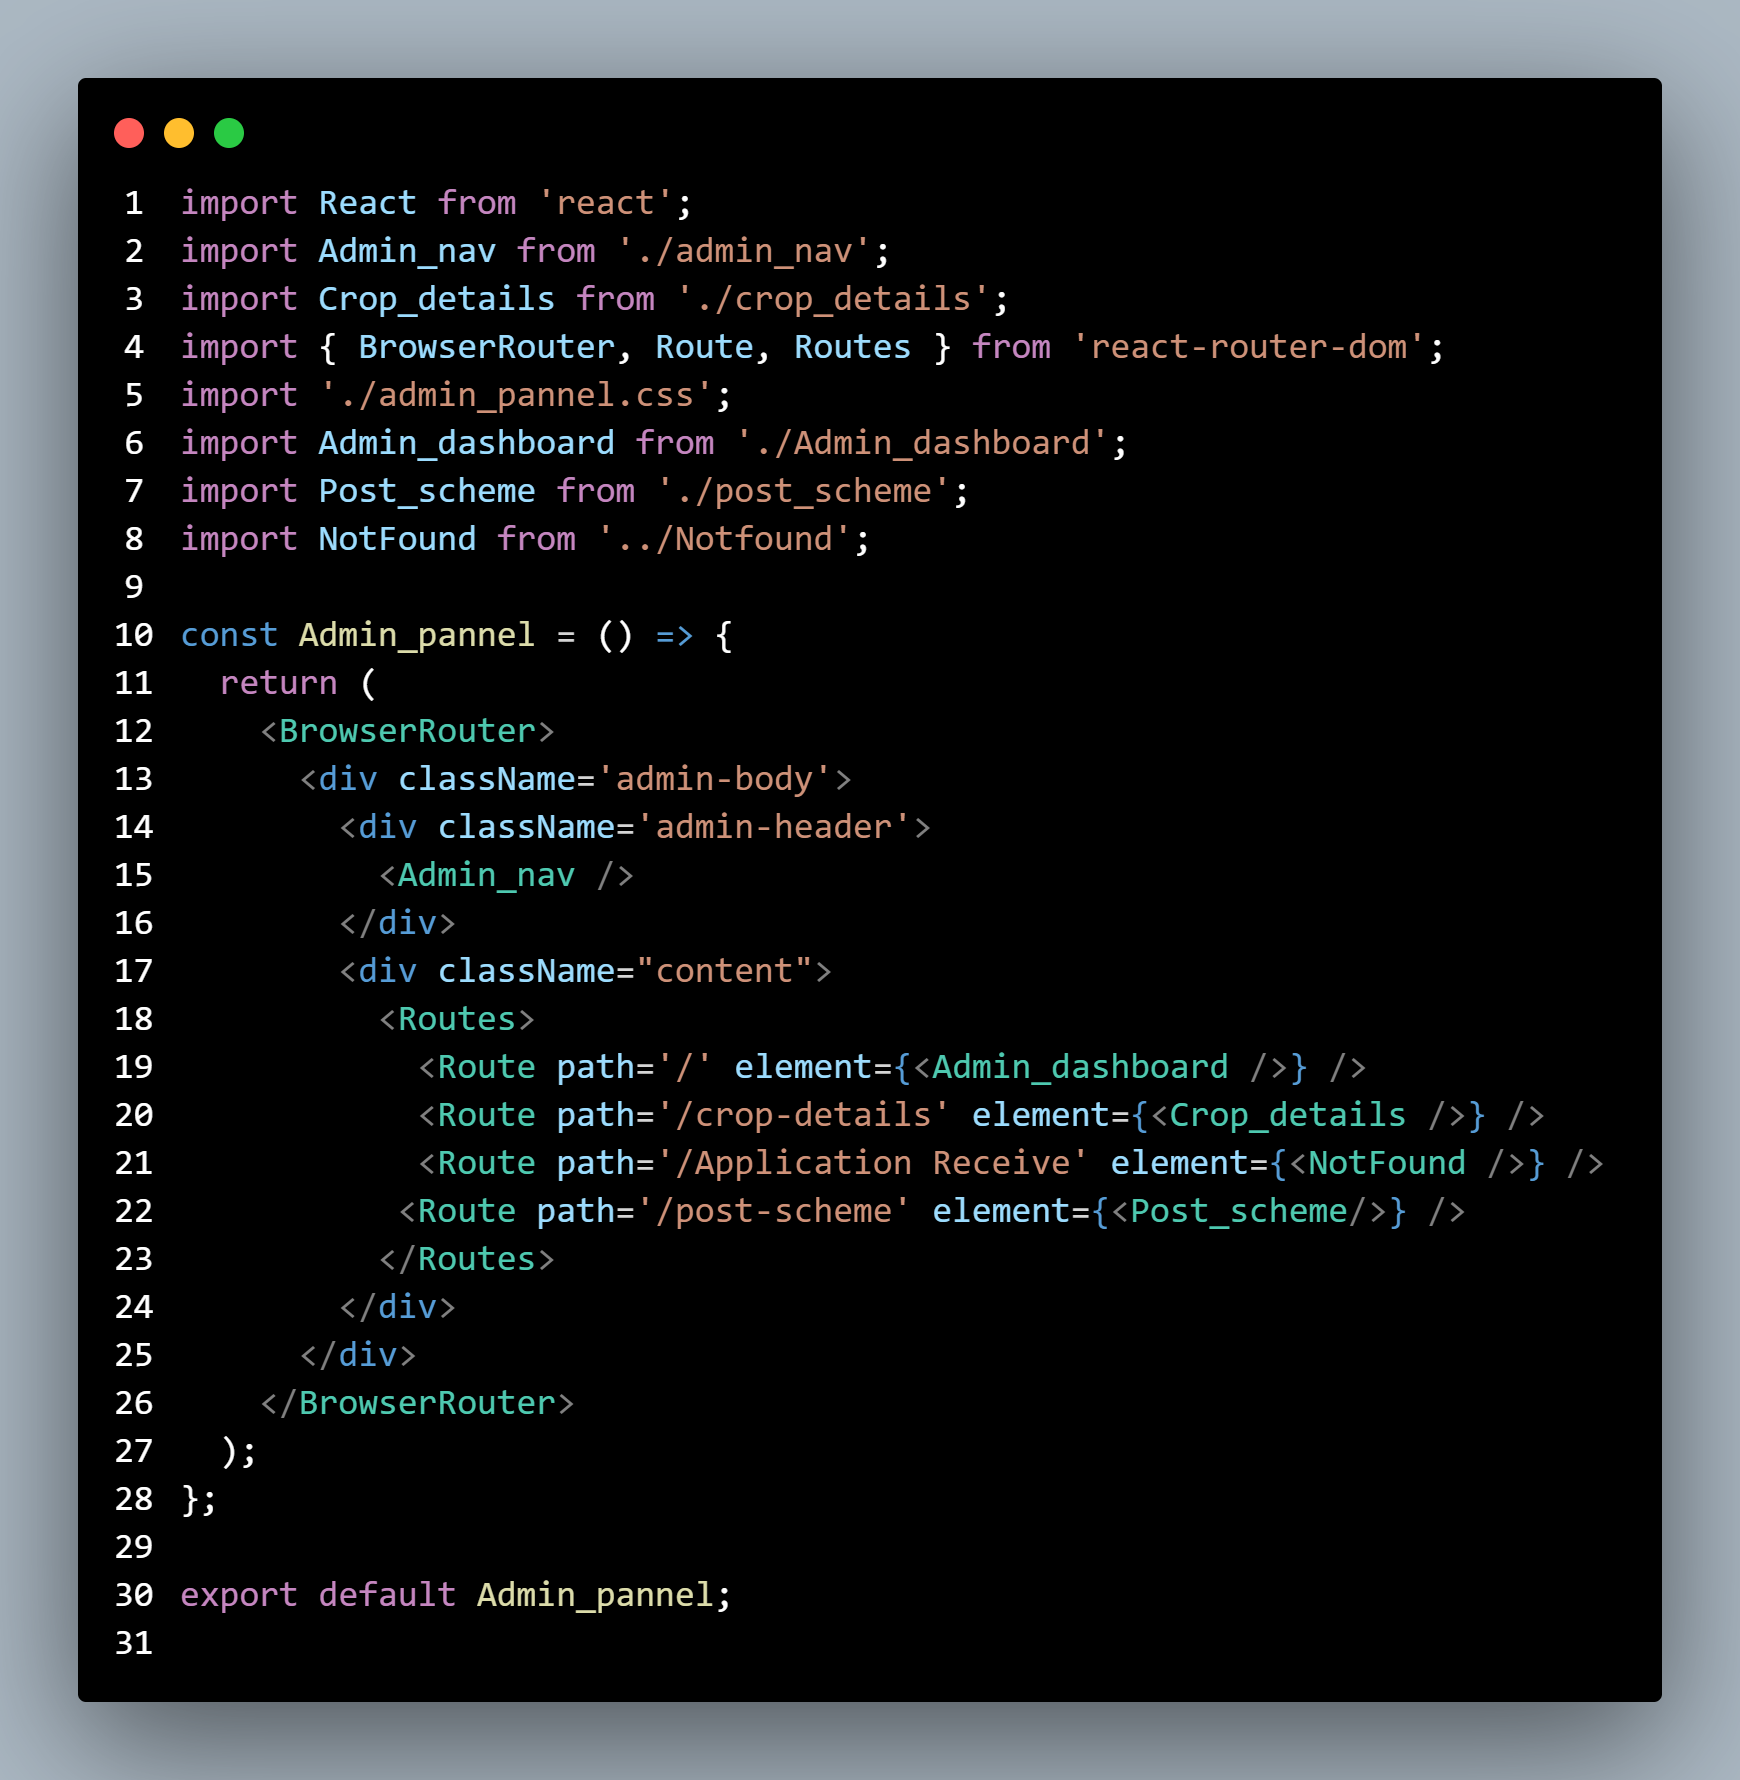 1 import React from 'react';
2 import Admin_nav from './admin_nav';
3 import Crop_details from './crop_details';
4 import { BrowserRouter, Route, Routes } from 'react-router-dom';
5 import './admin_pannel.css';
6 import Admin_dashboard from './Admin_dashboard';
7 import Post_scheme from './post_scheme';
8 import NotFound from '../Notfound';
9
10 const Admin_pannel = () => {
11   return (
12     <BrowserRouter>
13       <div className='admin-body'>
14         <div className='admin-header'>
15           <Admin_nav />
16         </div>
17         <div className="content">
18           <Routes>
19             <Route path='/' element={<Admin_dashboard />} />
20             <Route path='/crop-details' element={<Crop_details />} />
21             <Route path='/Application Receive' element={<NotFound />} />
22            <Route path='/post-scheme' element={<Post_scheme/>} />
23           </Routes>
24         </div>
25       </div>
26     </BrowserRouter>
27   );
28 };
29
30 export default Admin_pannel;
31